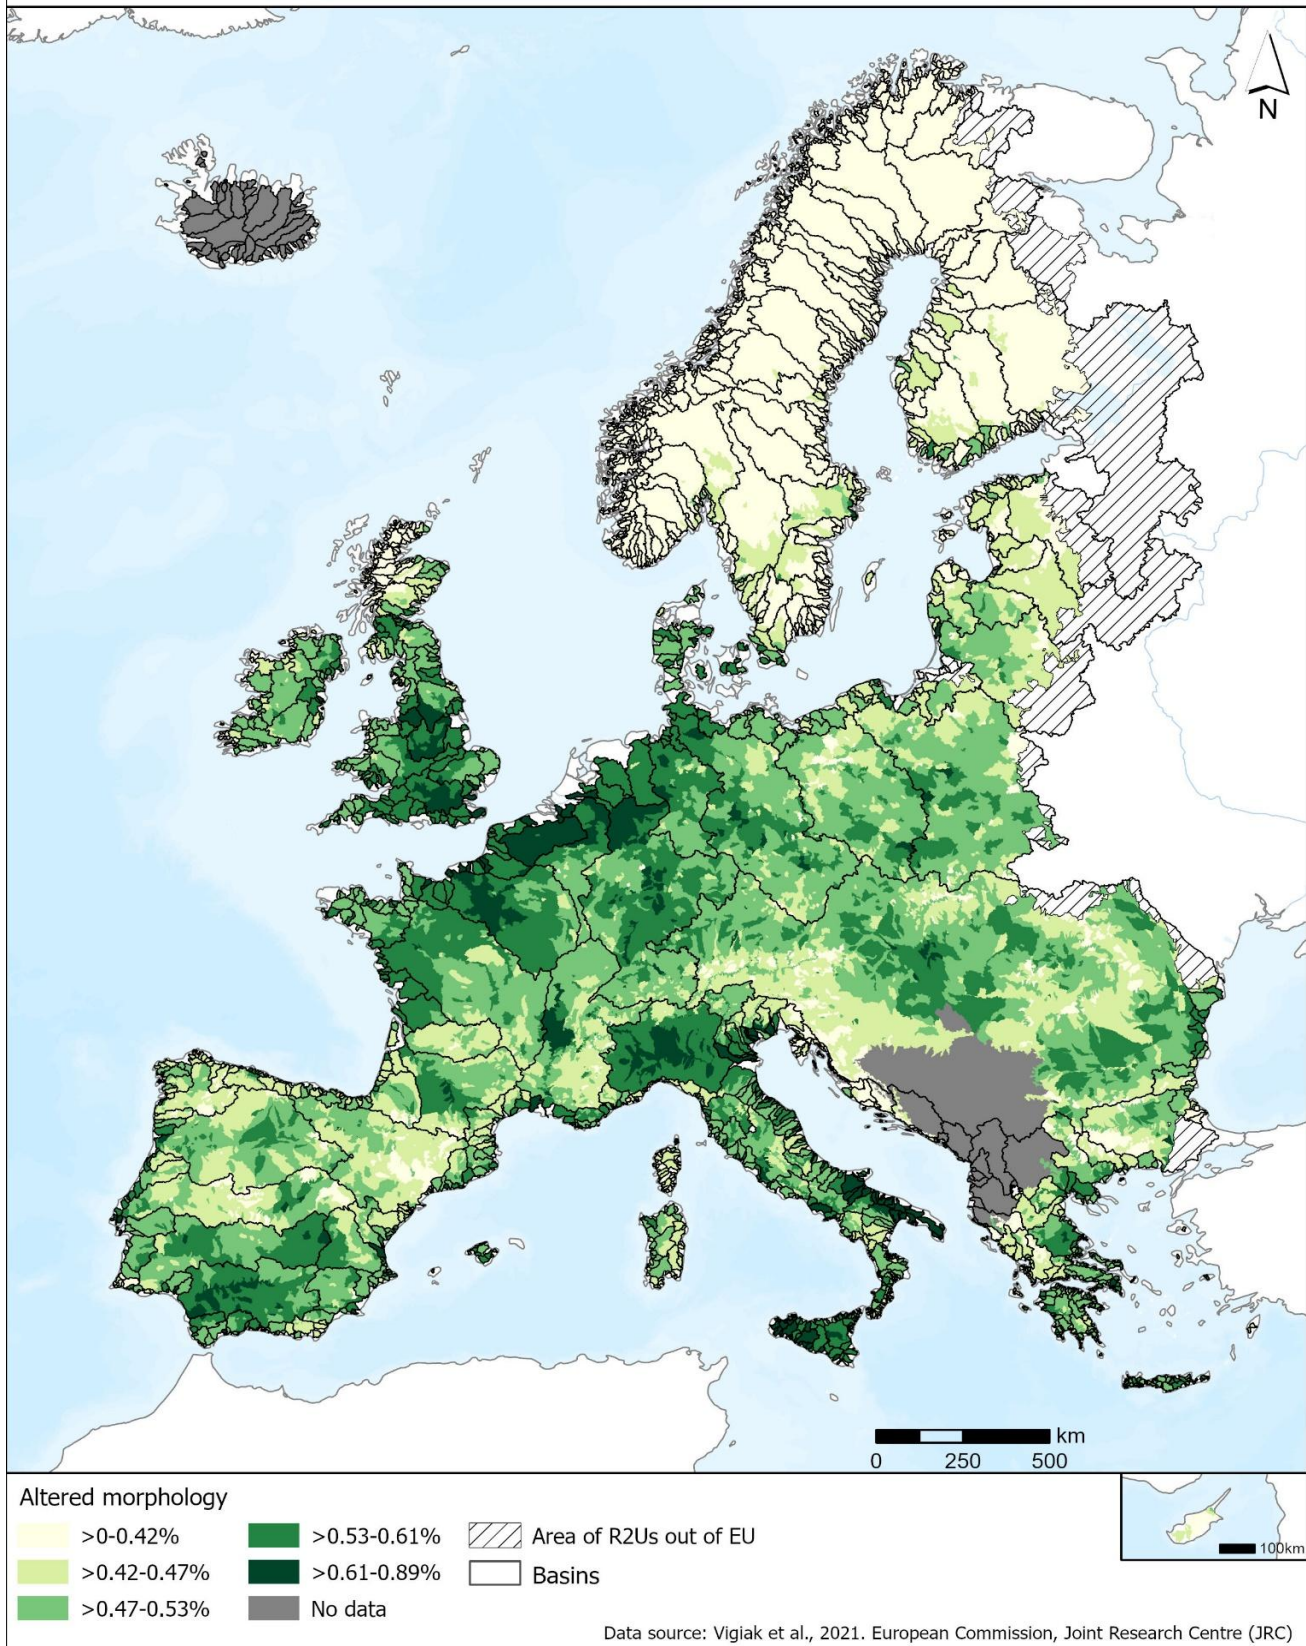 N
km
0 250 500
Altered morphology
>0-0.42%
>0.42-0.47%
>0.47-0.53%
>0.53-0.61%
>0.61-0.89%
No data
Area of R2Us out of EU
Basins
100km
Data source: Vigiak et al., 2021. European Commission, Joint Research Centre (JRC)